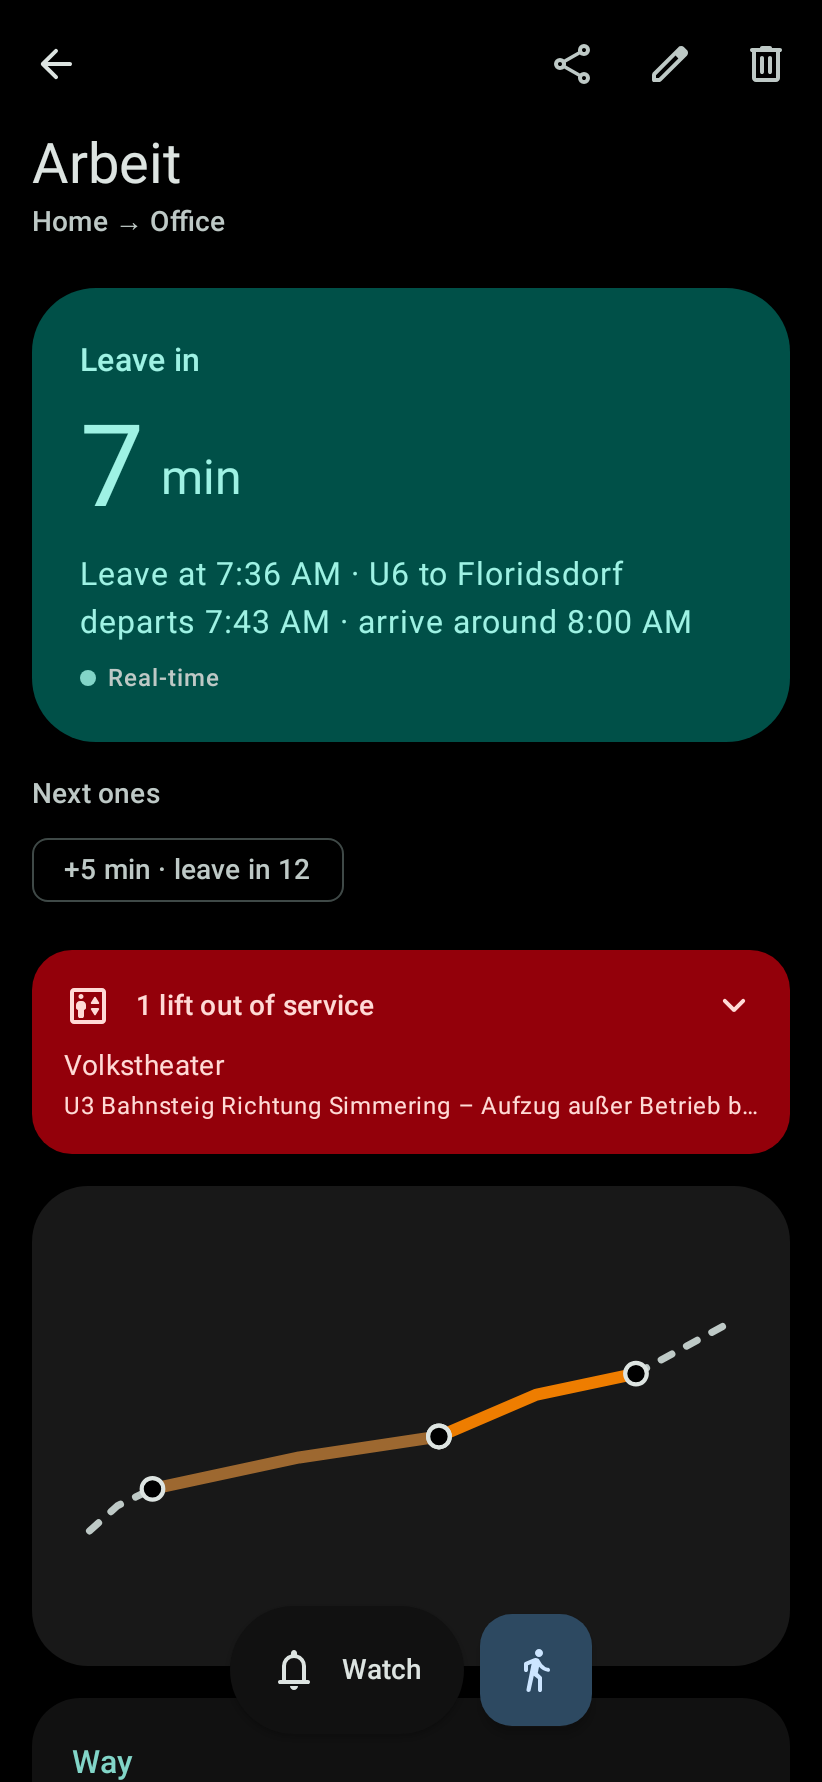 Arbeit
Home → Office
Leave in
7 min
Leave at 7:36 AM · U6 to Floridsdorf
departs 7:43 AM · arrive around 8:00 AM
Real-time
Next ones
+5 min · leave in 12
1 lift out of service
Volkstheater
U3 Bahnsteig Richtung Simmering – Aufzug außer Betrieb b…
Watch
Way